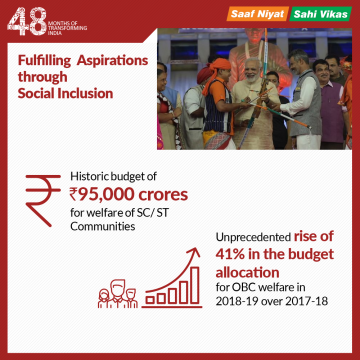 48 MONTHS OF
TRANSFORMING
INDIA
Saaf Niyat Sahi Vikas
Fulfilling Aspirations
through
Social Inclusion
Historic budget of
₹95,000 crores
for welfare of SC/ ST
Communities
Unprecedented rise of
41% in the budget
allocation
for OBC welfare in
2018-19 over 2017-18